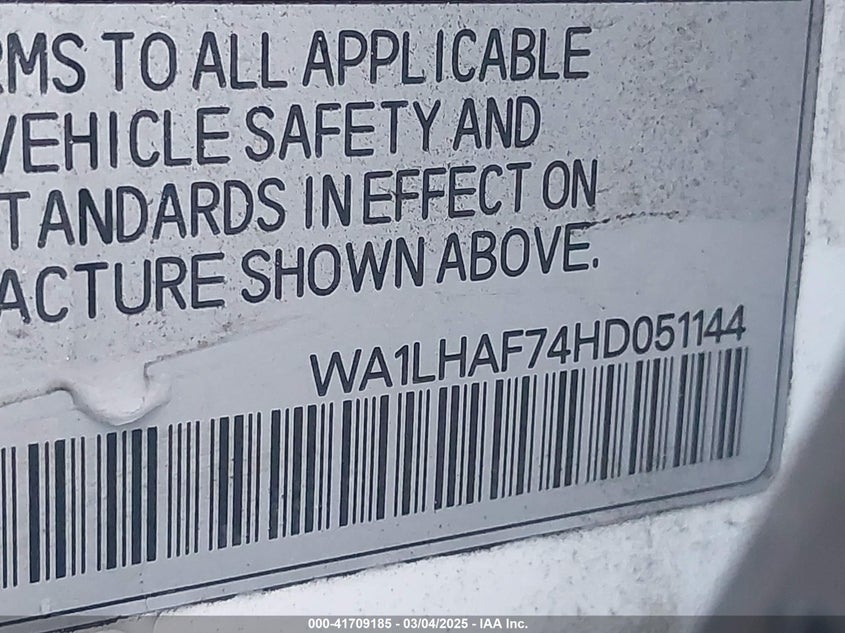 RMS TO ALL APPLICABLE
VEHICLE SAFETY AND
TANDARDS IN EFFECT ON
ACTURE SHOWN ABOVE.
WA1LHAF74HD051144
000-41709185 - 03/04/2025 - IAA Inc.